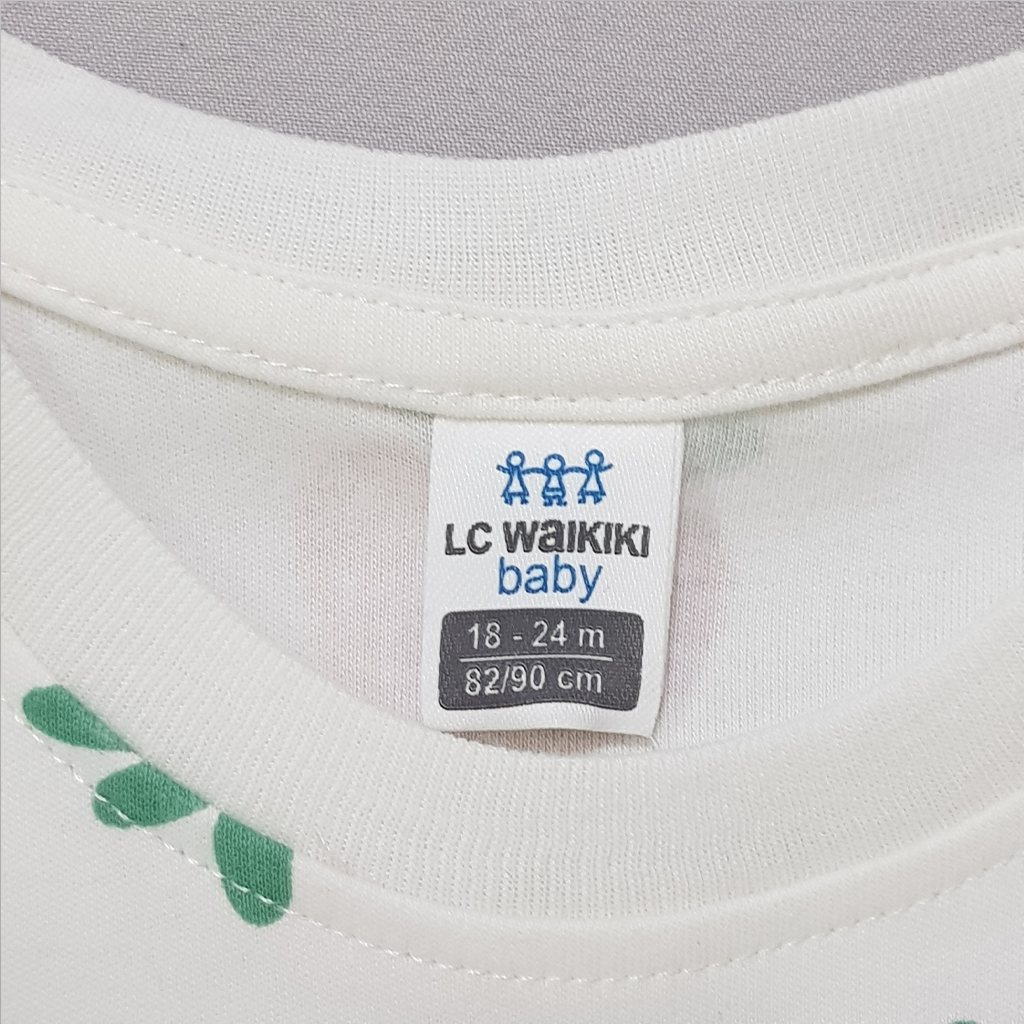 LC WaIKIKI
baby
18 - 24 m
82/90 cm